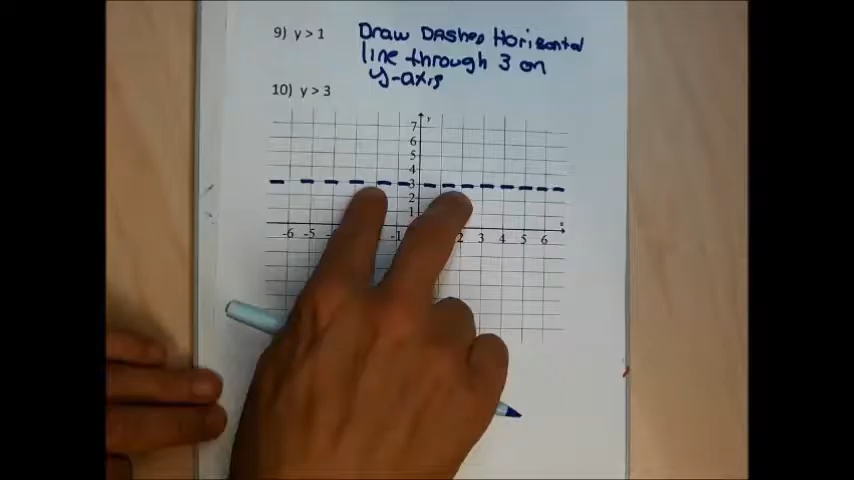 9) y > 1
Draw Dashed Horizontal
line through 3 on
y-axis
10) y > 3
y
7
6
5
4
3
2
1
x
-6 -5 -1 2 3 4 5 6